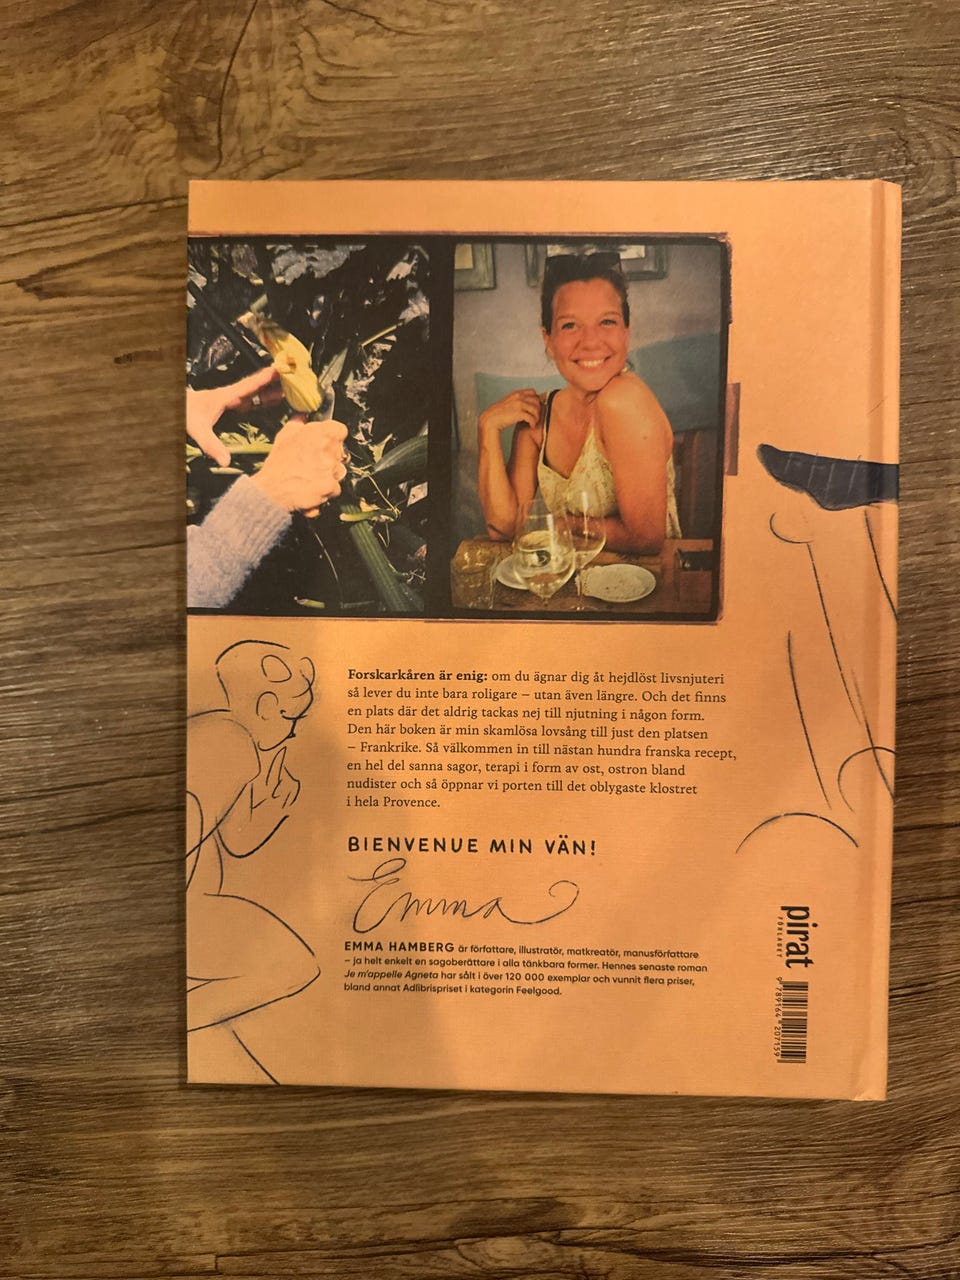 Forskarkåren är enig: om du ägnar dig åt hejdlöst livsnjuteri
så lever du inte bara roligare – utan även längre. Och det finns
en plats där det aldrig tackas nej till njutning i någon form.
Den här boken är min skamlösa lovsång till just den platsen
– Frankrike. Så välkommen in till nästan hundra franska recept,
en hel del sanna sagor, terapi i form av ost, ostron bland
nudister och så öppnar vi porten till det oblygaste klostret
i hela Provence.
BIENVENUE MIN VÄN!
Emma
EMMA HAMBERG är författare, illustratör, matkreatör, manusförfattare
– ja helt enkelt en sagoberättare i alla tänkbara former. Hennes senaste roman
Je m'appelle Agneta har sålt i över 120 000 exemplar och vunnit flera priser,
bland annat Adlibrispriset i kategorin Feelgood.
pirat
FÖRLAGET
9 789164 207159